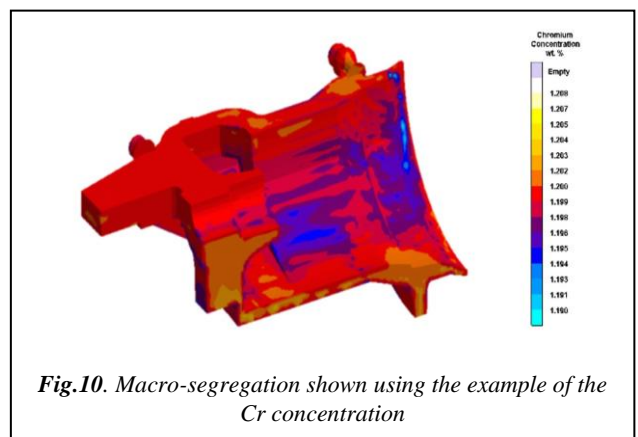 Chromium
Concentration
wt. %
Empty
1.208
1.207
1.205
1.204
1.203
1.202
1.200
1.199
1.198
1.196
1.195
1.194
1.193
1.191
1.190
Fig.10. Macro-segregation shown using the example of the
Cr concentration